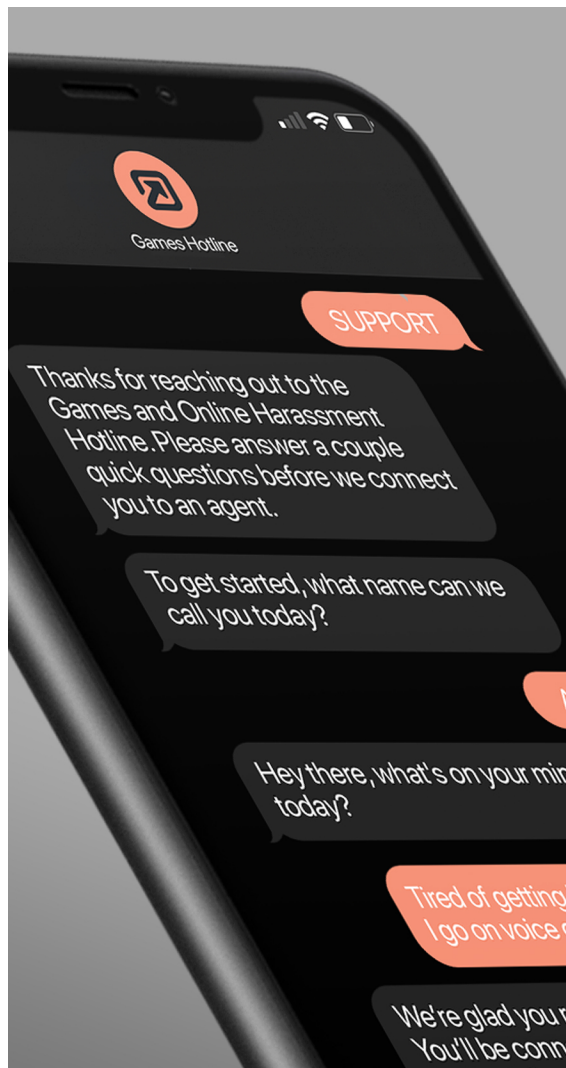 Games Hotline
SUPPORT
Thanks for reaching out to the
Games and Online Harassment
Hotline. Please answer a couple
quick questions before we connect
you to an agent.
To get started, what name can we
call you today?
Hey there, what's on your
today?
Tired of getting
I go on voice
We're glad you
You'll be